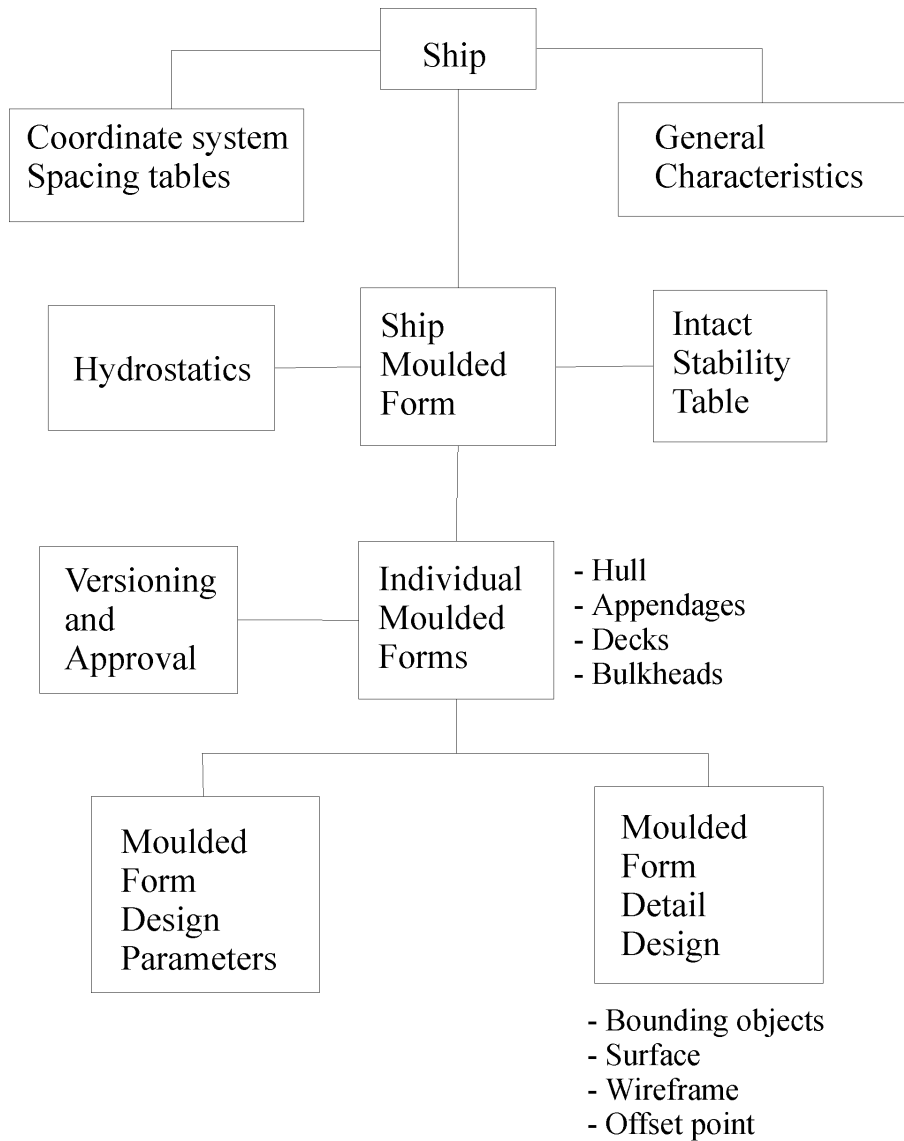 Ship
Coordinate system
Spacing tables
General
Characteristics
Hydrostatics
Ship
Moulded
Form
Intact
Stability
Table
Versioning
and
Approval
Individual
Moulded
Forms
- Hull
- Appendages
- Decks
- Bulkheads
Moulded
Form
Design
Parameters
Moulded
Form
Detail
Design
- Bounding objects
- Surface
- Wireframe
- Offset point